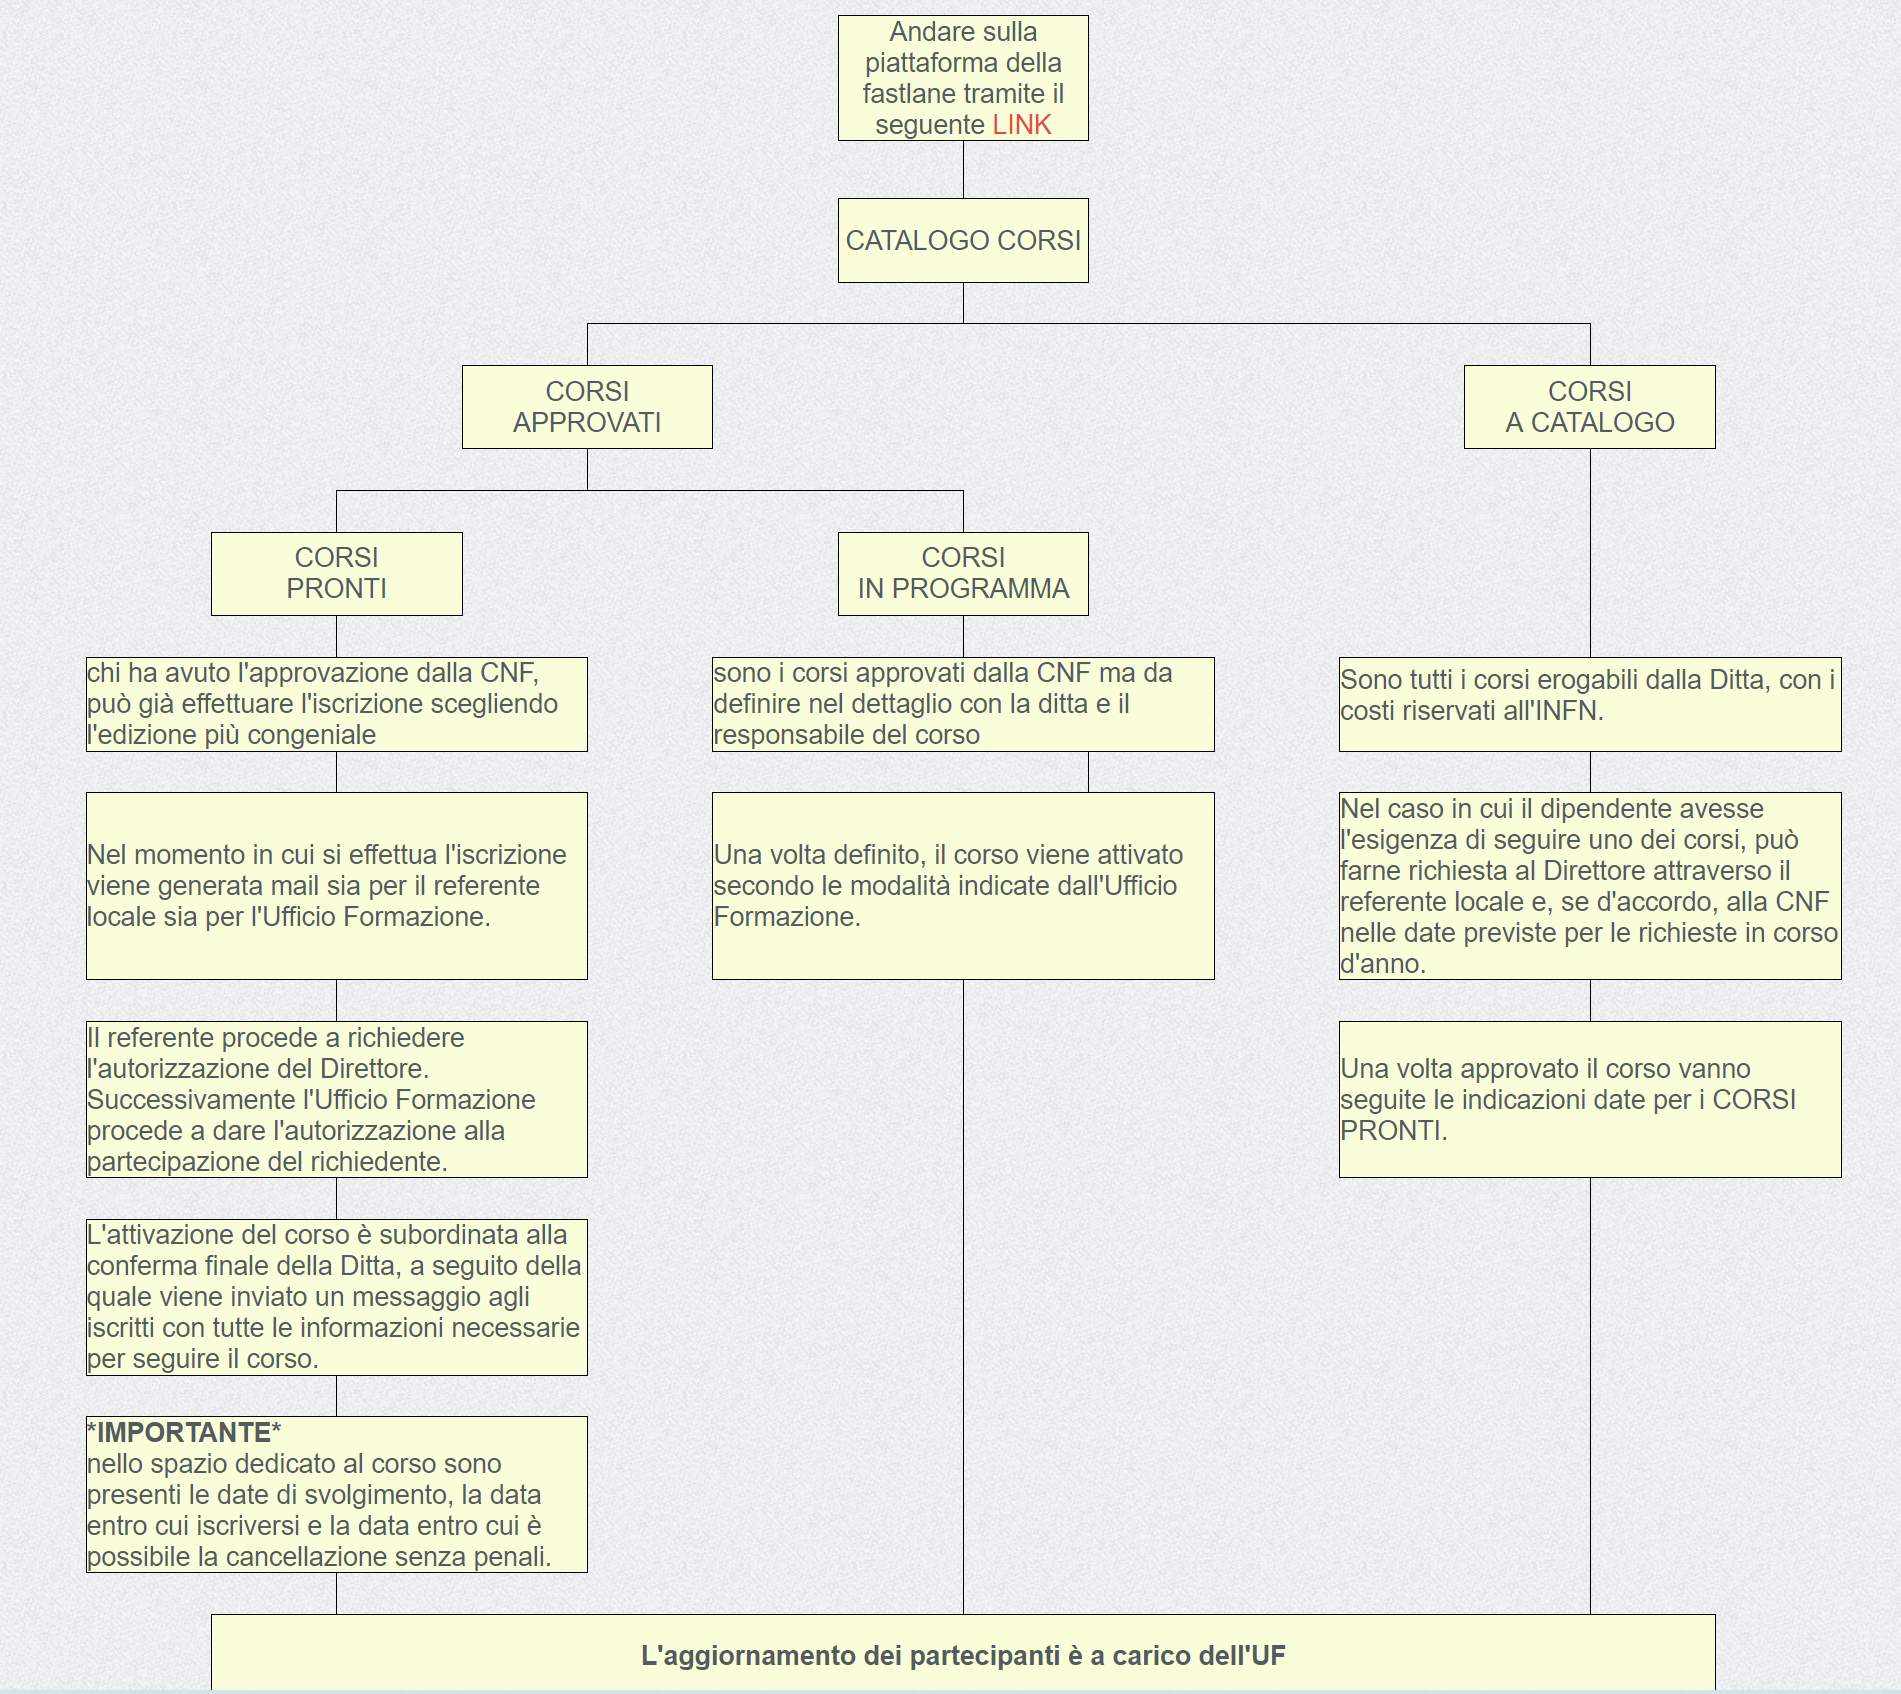 Andare sulla
piattaforma della
fastlane tramite il
seguente LINK
CATALOGO CORSI
CORSI
APPROVATI
CORSI
A CATALOGO
CORSI
PRONTI
CORSI
IN PROGRAMMA
chi ha avuto l'approvazione dalla CNF,
può già effettuare l'iscrizione scegliendo
l'edizione più congeniale
sono i corsi approvati dalla CNF ma da
definire nel dettaglio con la ditta e il
responsabile del corso
Sono tutti i corsi erogabili dalla Ditta, con i
costi riservati all'INFN.
Nel momento in cui si effettua l'iscrizione
viene generata mail sia per il referente
locale sia per l'Ufficio Formazione.
Una volta definito, il corso viene attivato
secondo le modalità indicate dall'Ufficio
Formazione.
Nel caso in cui il dipendente avesse
l'esigenza di seguire uno dei corsi, può
farne richiesta al Direttore attraverso il
referente locale e, se d'accordo, alla CNF
nelle date previste per le richieste in corso
d'anno.
Il referente procede a richiedere
l'autorizzazione del Direttore.
Successivamente l'Ufficio Formazione
procede a dare l'autorizzazione alla
partecipazione del richiedente.
Una volta approvato il corso vanno
seguite le indicazioni date per i CORSI
PRONTI.
L'attivazione del corso è subordinata alla
conferma finale della Ditta, a seguito della
quale viene inviato un messaggio agli
iscritti con tutte le informazioni necessarie
per seguire il corso.
*IMPORTANTE*
nello spazio dedicato al corso sono
presenti le date di svolgimento, la data
entro cui iscriversi e la data entro cui è
possibile la cancellazione senza penali.
L'aggiornamento dei partecipanti è a carico dell'UF